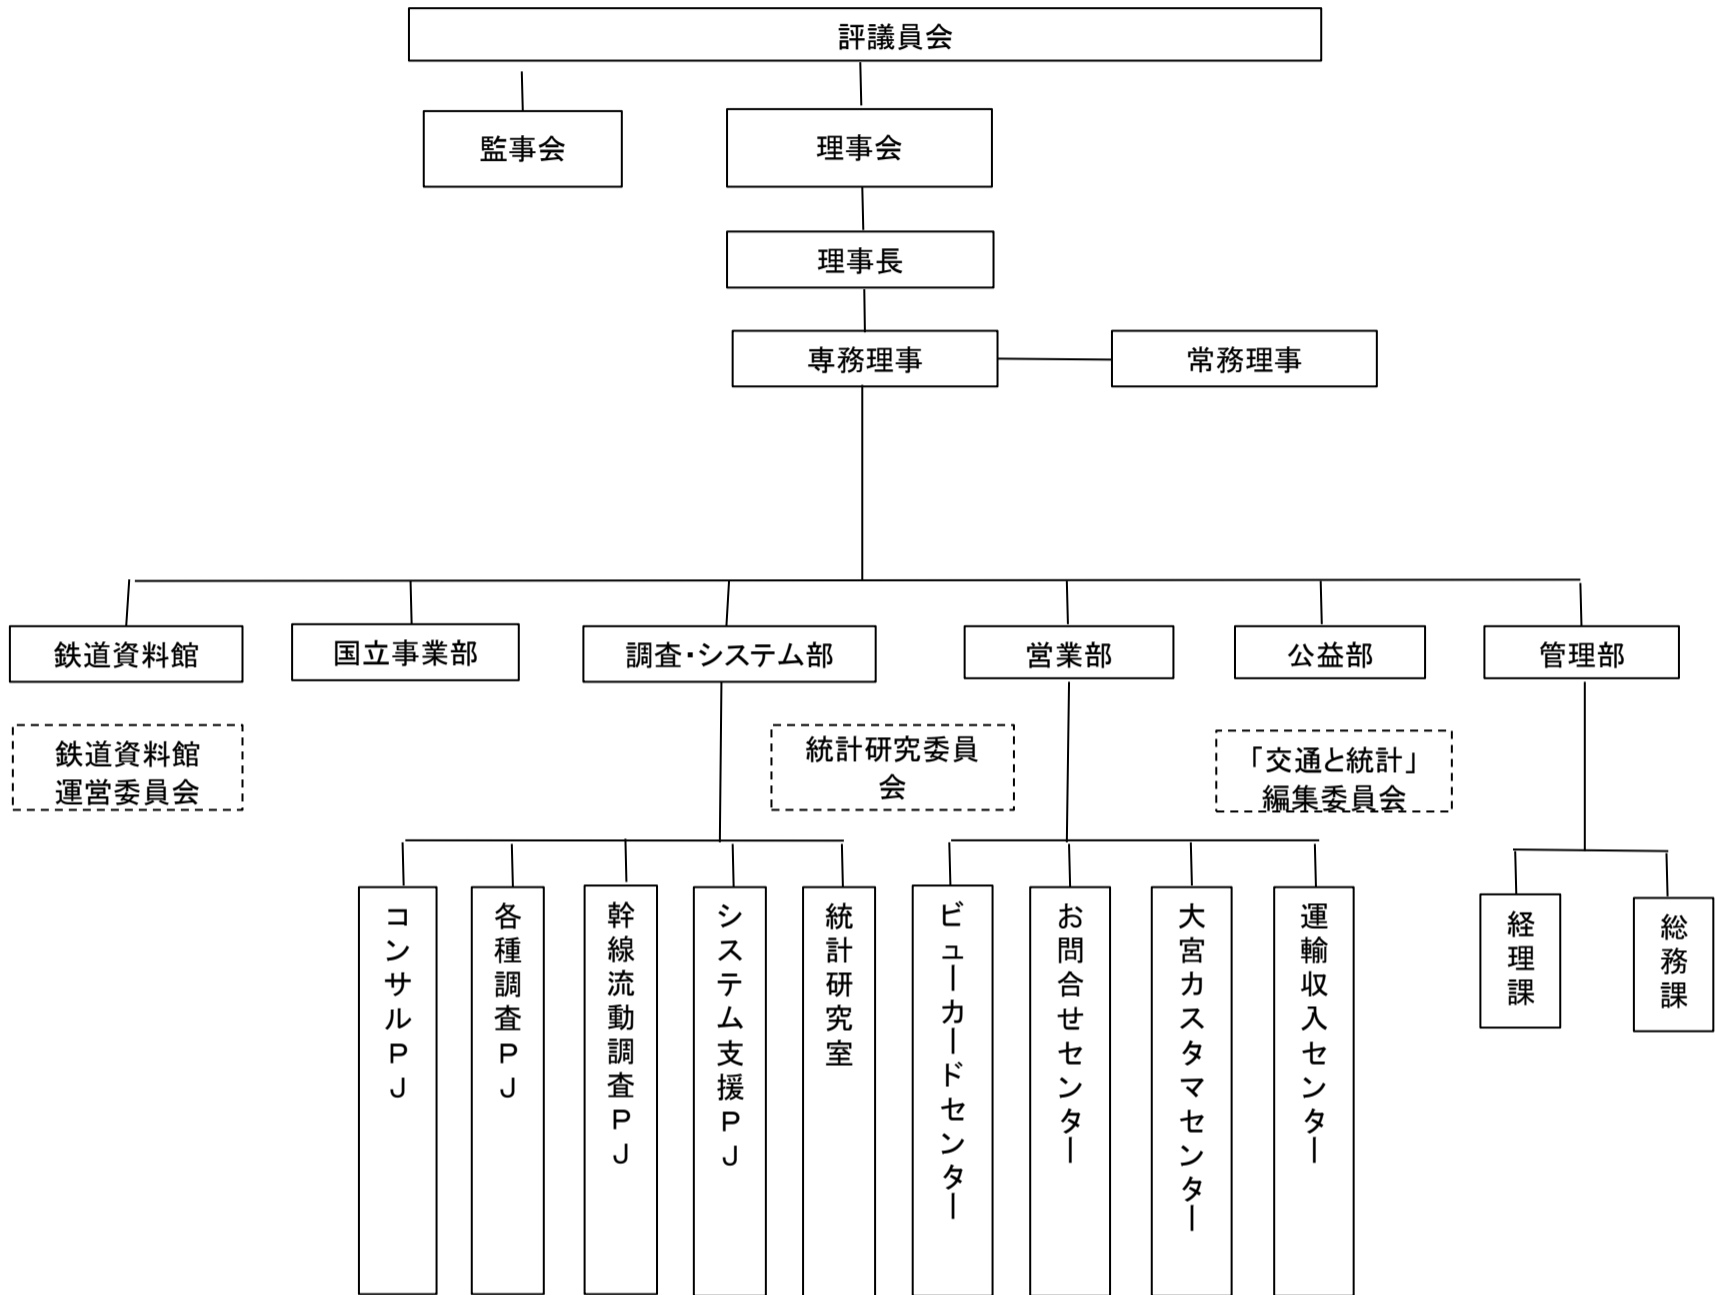 評議員会
監事会
理事会
理事長
専務理事
常務理事
鉄道資料館
国立事業部
調査・システム部
営業部
公益部
管理部
鉄道資料館
運営委員会
統計研究委員
会
「交通と統計」
編集委員会
コンサルＰＪ
各種調査ＰＪ
幹線流動調査ＰＪ
システム支援ＰＪ
統計研究室
ビューカードセンター
お問合せセンター
大宮カスタマセンター
運輸収入センター
経理課
総務課